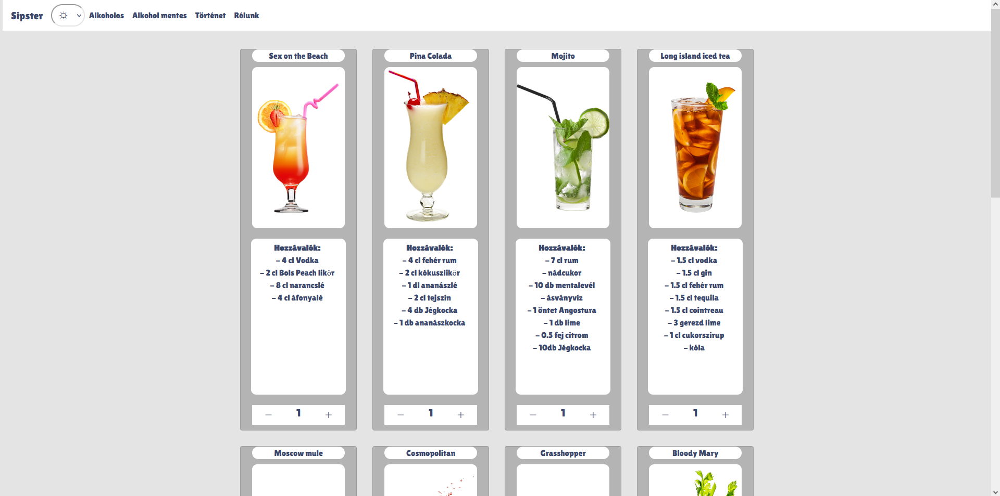 Sipster Alkoholos Alkohol mentes Történet Rólunk
Sex on the Beach
Hozzávalók:
- 4 cl Vodka
- 2 cl Bols Peach likőr
- 8 cl narancslé
- 4 cl áfonyalé
1
Pina Colada
Hozzávalók:
- 4 cl fehér rum
- 2 cl kókuszlikőr
- 1 dl ananászlé
- 2 cl tejszín
- 4 db Jégkocka
- 1 db ananászkocka
1
Mojito
Hozzávalók:
- 7 cl rum
- nádcukor
- 10 db mentalevél
- ásványvíz
- 1 öntet Angostura
- 1 db lime
- 0.5 fej citrom
- 10db Jégkocka
1
Long island iced tea
Hozzávalók:
- 1.5 cl vodka
- 1.5 cl gin
- 1.5 cl fehér rum
- 1.5 cl tequila
- 1.5 cl cointreau
- 3 gerezd lime
- 1 cl cukorszirup
- kóla
1
Moscow mule
Cosmopolitan
Grasshopper
Bloody Mary